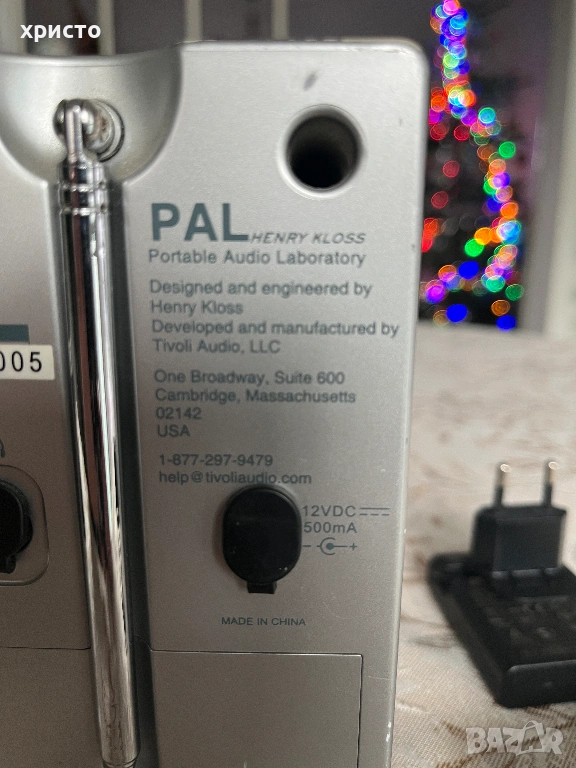 христо
PAL HENRY KLOSS
Portable Audio Laboratory
Designed and engineered by
Henry Kloss
Developed and manufactured by
Tivoli Audio, LLC
005
One Broadway, Suite 600
Cambridge, Massachusetts
02142
USA
1-877-297-9479
help@tivoliaudio.com
12VDC
500mA
- +
MADE IN CHINA
BAZAR